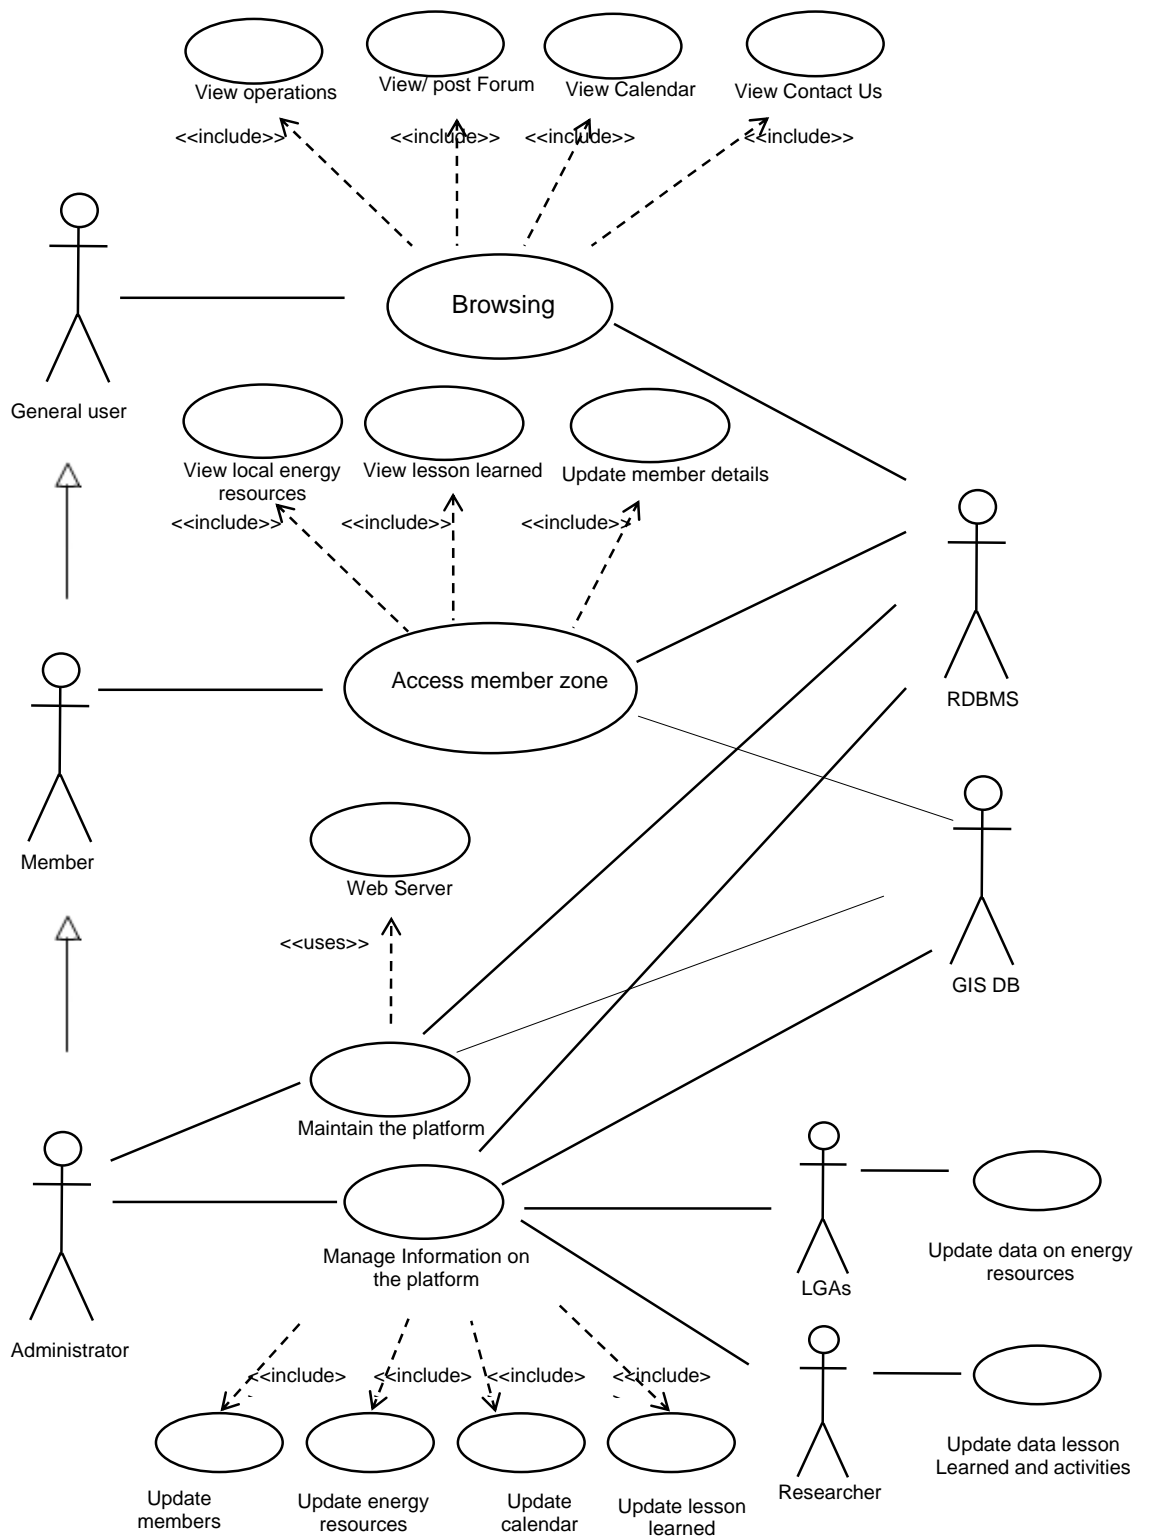 View operations
View/ post Forum
View Calendar
View Contact Us
<<include>>
<<include>>
<<include>>
<<include>>
Browsing
General user
View local energy
resources
View lesson learned
Update member details
<<include>>
<<include>>
<<include>>
Access member zone
RDBMS
Member
Web Server
<<uses>>
GIS DB
Maintain the platform
Manage Information on
the platform
LGAs
Update data on energy
resources
Administrator
<<include>
<<include>
<<include>
<<include>
Researcher
Update data lesson
Learned and activities
Update
members
Update energy
resources
Update
calendar
Update lesson
learned